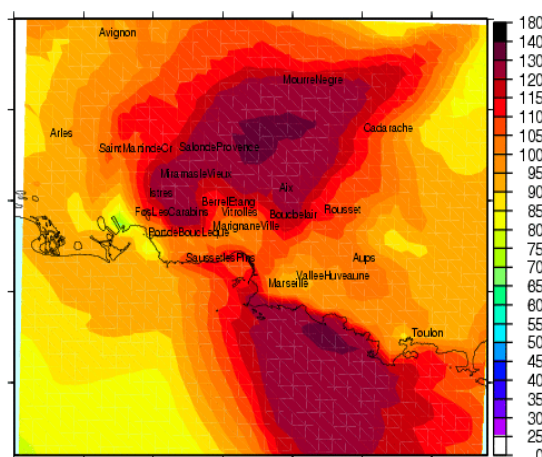 Avignon
MourreNegre
Arles
Cadarache
SaintMartindeCr
SalondeProvence
MiramasleVieux
Istres
Aix
BerreEtang
FosLesCarabins
Vitrolles
Boucbelair
Rousset
MarignaneVille
PortdeBoucLeque
SaussetlesPins
Aups
ValleeHuveaune
Marseille
Toulon
180
140
130
120
115
110
105
100
95
90
85
80
75
70
65
60
55
50
45
40
35
30
25
0